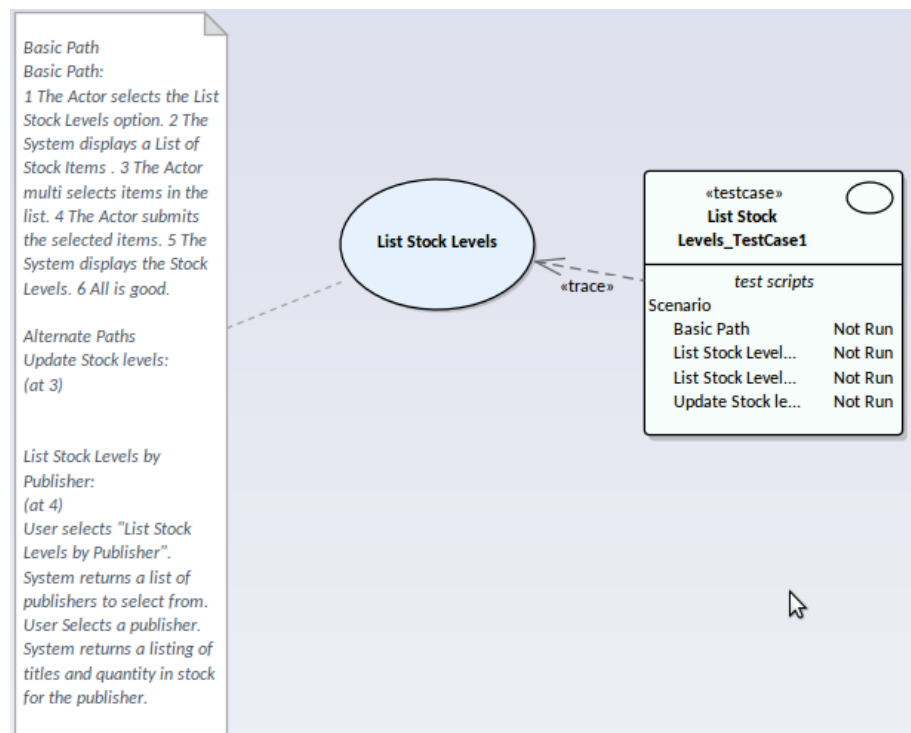 Basic Path
Basic Path:
1 The Actor selects the List
Stock Levels option. 2 The
System displays a List of
Stock Items . 3 The Actor
multi selects items in the
list. 4 The Actor submits
the selected items. 5 The
System displays the Stock
Levels. 6 All is good.
Alternate Paths
Update Stock levels:
(at 3)
List Stock Levels by
Publisher:
(at 4)
User selects "List Stock
Levels by Publisher".
System returns a list of
publishers to select from.
User Selects a publisher.
System returns a listing of
titles and quantity in stock
for the publisher.
List Stock Levels
«trace»
«testcase»
List Stock
Levels_TestCase1
test scripts
Scenario
Basic Path Not Run
List Stock Level... Not Run
List Stock Level... Not Run
Update Stock le... Not Run